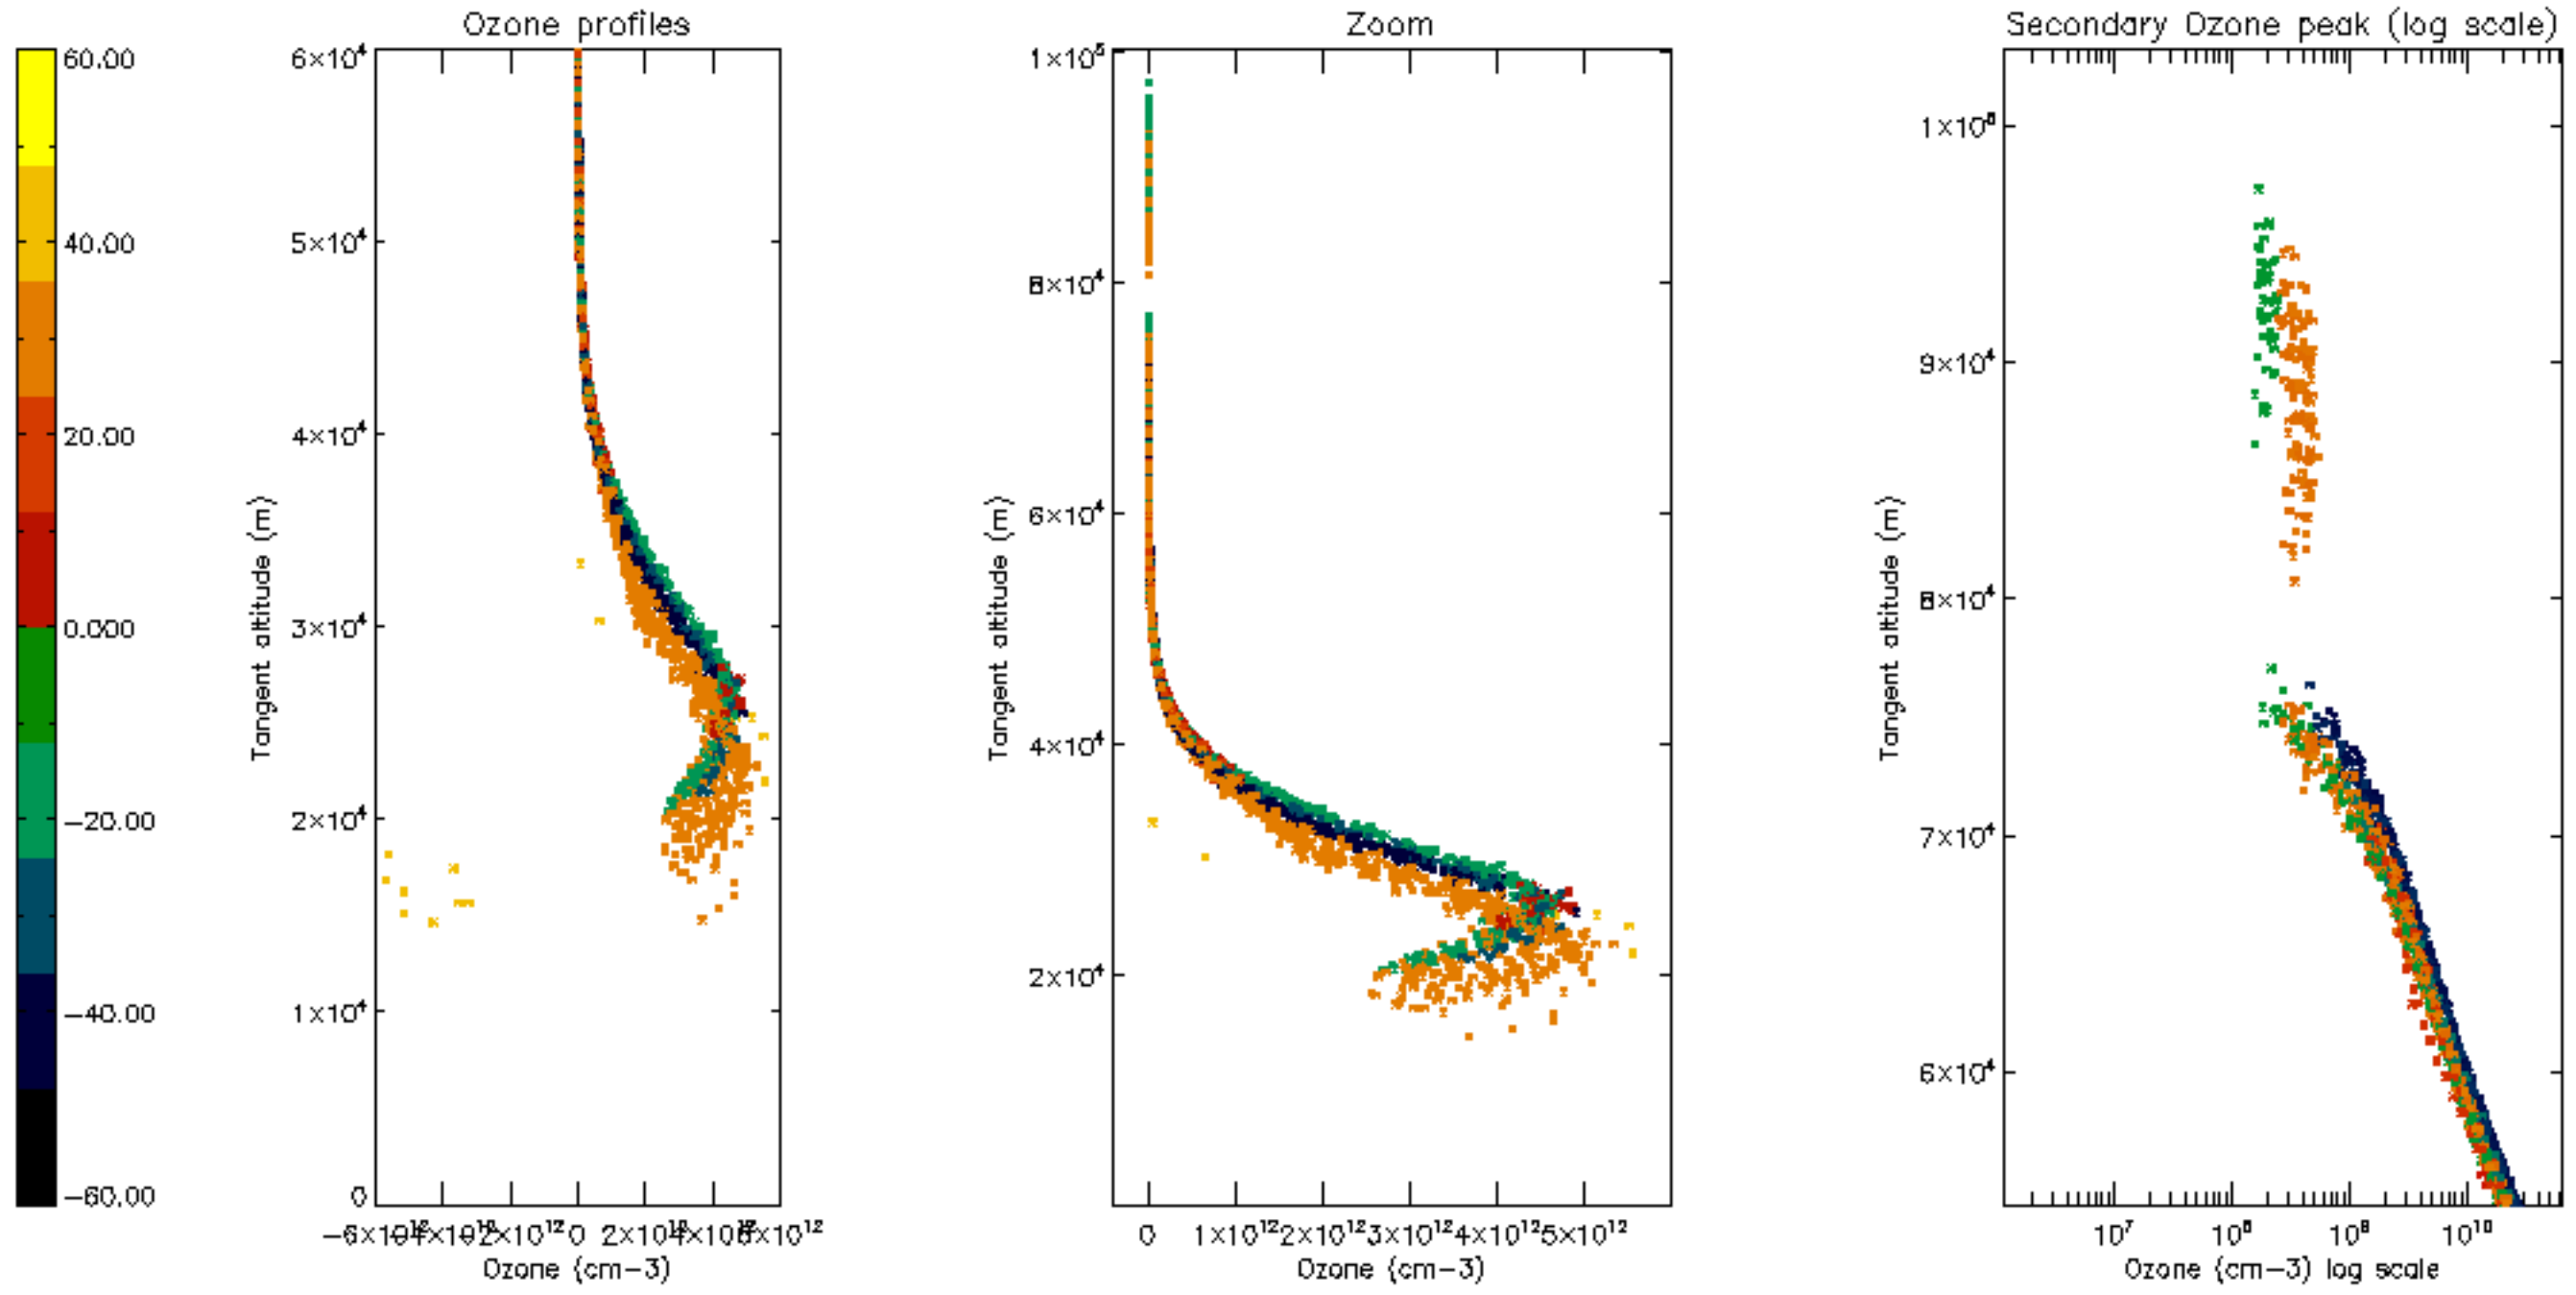 Ozone profiles
Zoom
Secondary Ozone peak (log scale)
60.00
40.00
20.00
0.000
−20.00
−40.00
−60.00
6×10⁴
5×10⁴
4×10⁴
3×10⁴
2×10⁴
1×10⁴
0
Tangent altitude (m)
−2×10¹² 0
Ozone (cm−3)
1×10⁵
8×10⁴
6×10⁴
4×10⁴
2×10⁴
Tangent altitude (m)
0 1×10¹² 2×10¹² 3×10¹² 4×10¹² 5×10¹²
Ozone (cm−3)
9×10⁴
8×10⁴
7×10⁴
6×10⁴
Tangent altitude (m)
10⁷ 10⁸ 10⁹ 10¹⁰
Ozone (cm−3) log scale